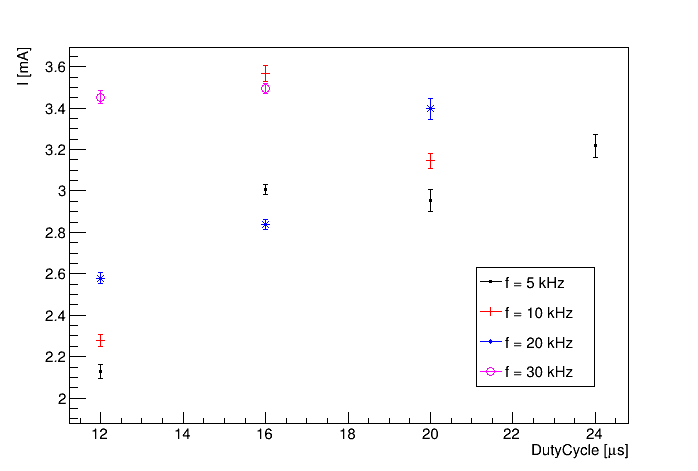 I [mA]
3.6
3.4
3.2
3
2.8
2.6
2.4
2.2
2
f = 5 kHz
f = 10 kHz
f = 20 kHz
f = 30 kHz
12 14 16 18 20 22 24
DutyCycle [μs]